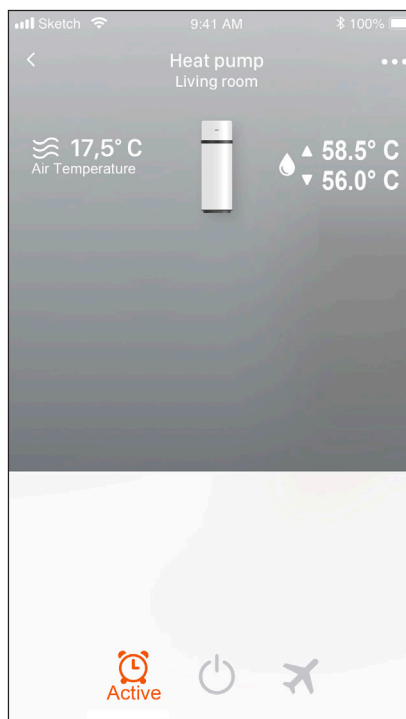 Sketch 9:41 AM 100%
Heat pump
Living room
17,5° C
Air Temperature
▲ 58.5° C
▼ 56.0° C
Active